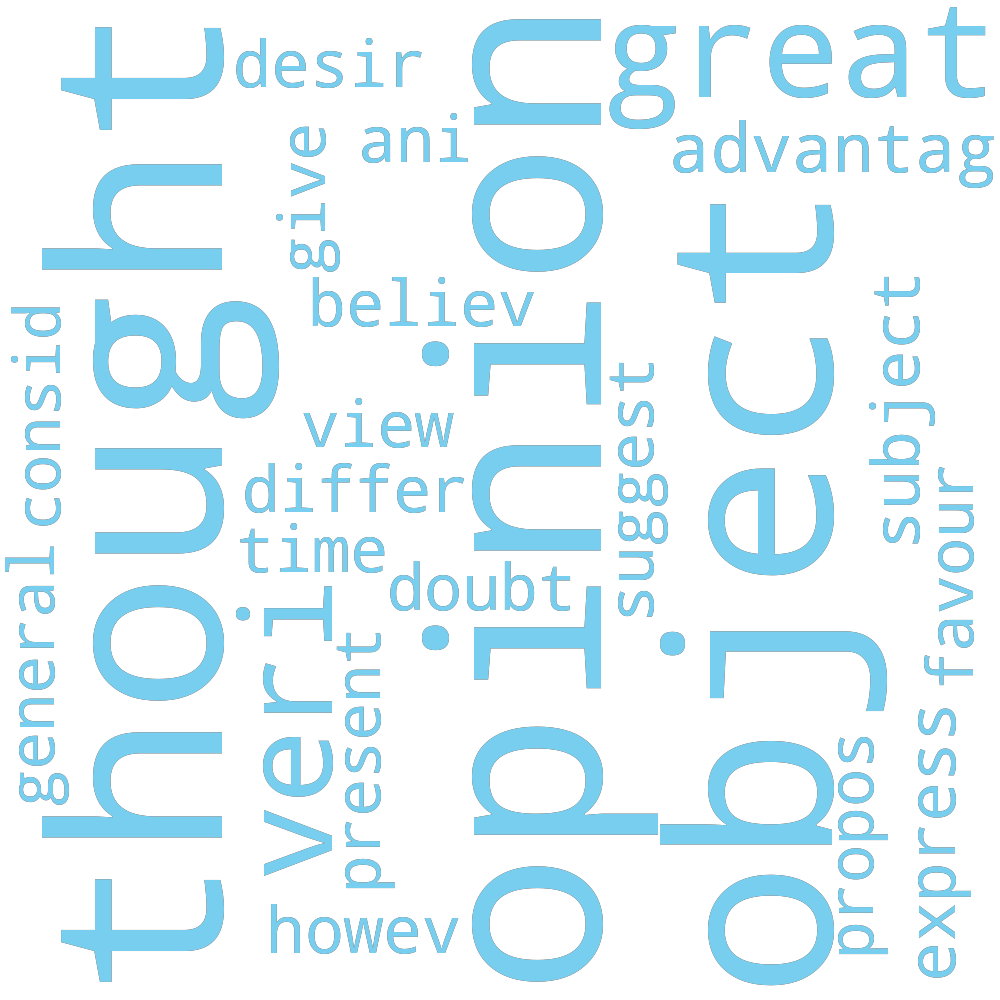 thought
opinion
object
great
desir
ani
give
advantag
believ
consid
view
differ
time
doubt
suggest
subject
favour
general
veri
present
howev
propos
express